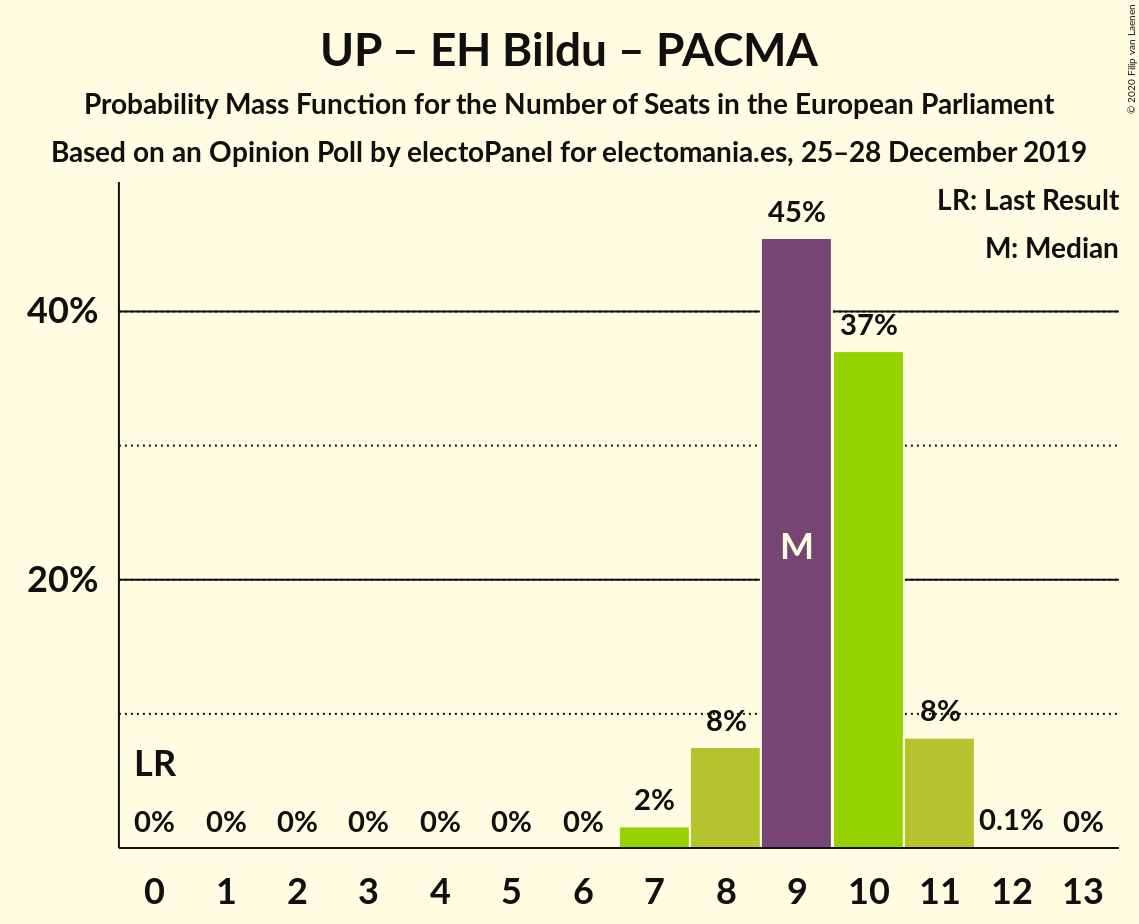 UP – EH Bildu – PACMA
Probability Mass Function for the Number of Seats in the European Parliament
Based on an Opinion Poll by electoPanel for electomania.es, 25–28 December 2019
© 2020 Filip van Laenen
LR: Last Result
M: Median
45%
40%
37%
M
20%
8%
8%
LR
2%
0% 0% 0% 0% 0% 0% 0% 0.1% 0%
0 1 2 3 4 5 6 7 8 9 10 11 12 13